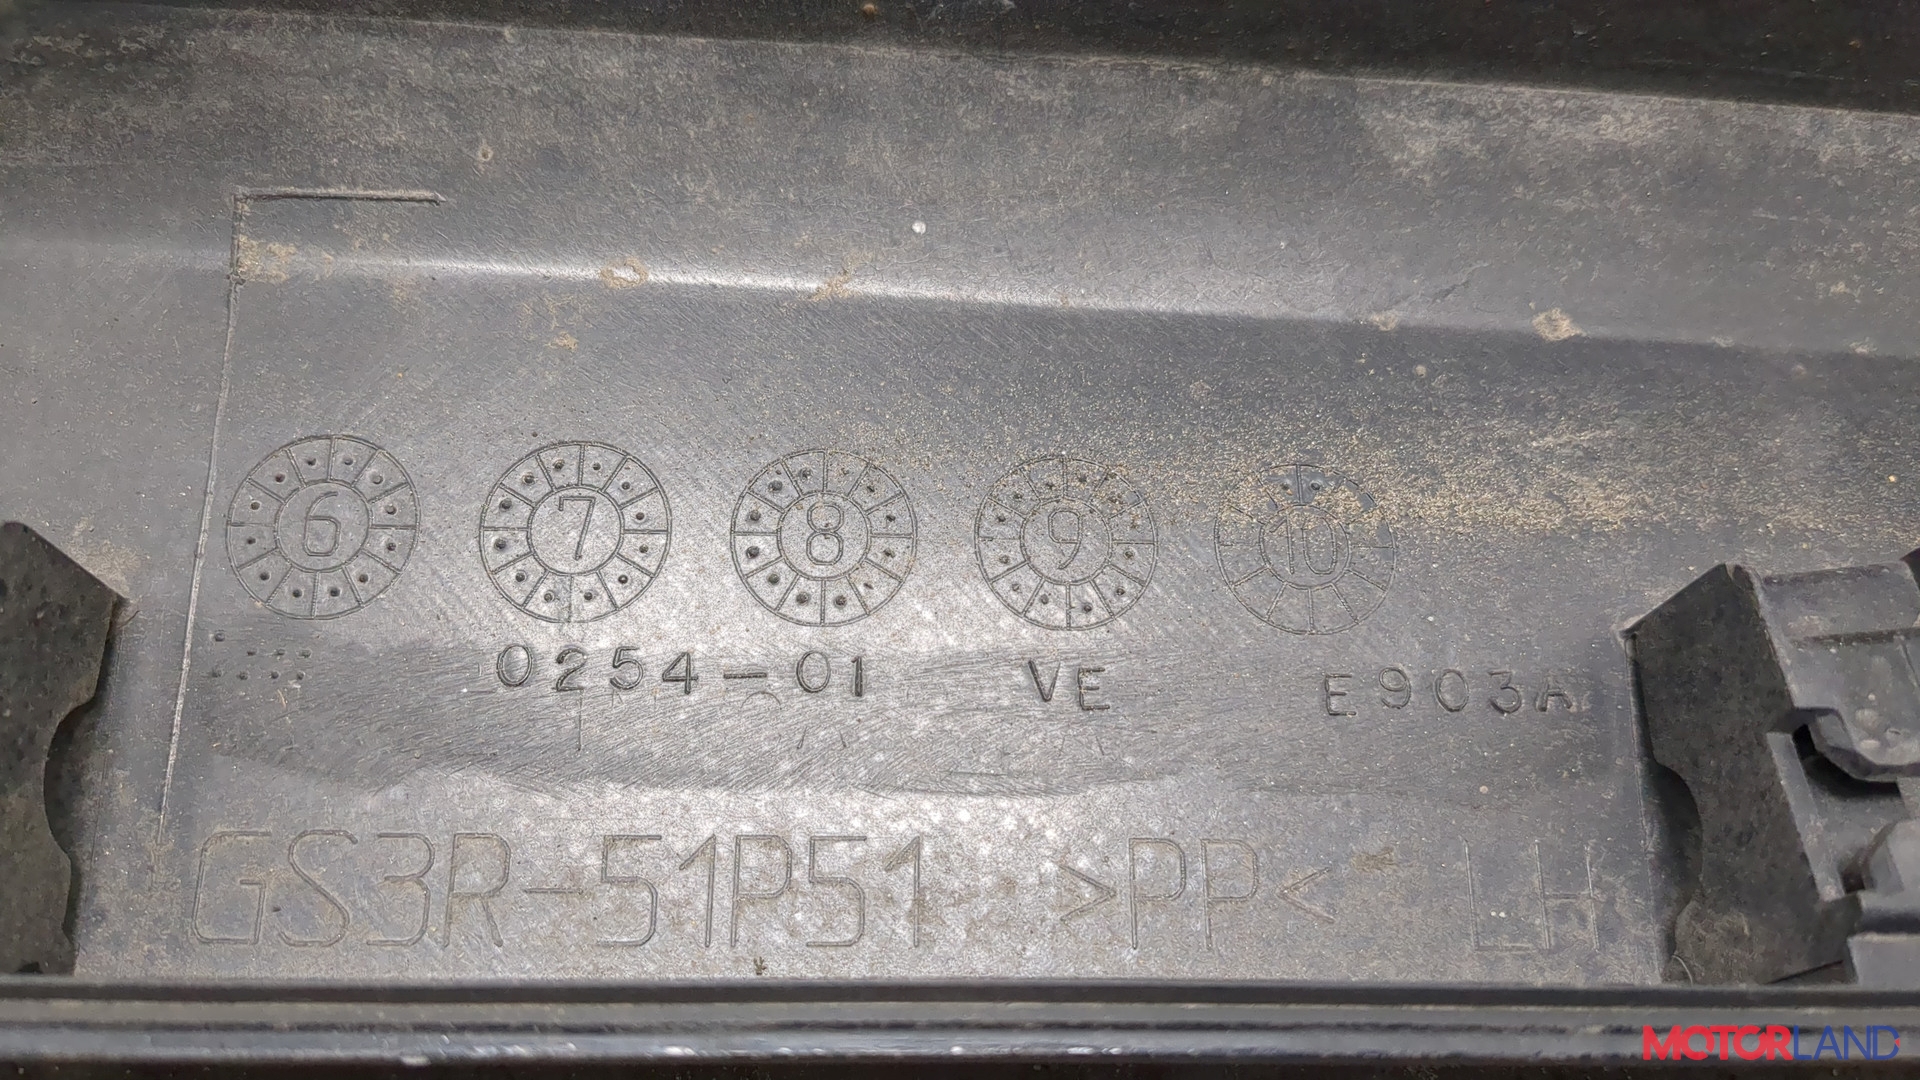 6 7 8 9 10
0254-01 VE E903A
GS3R-51P51 >PP< LH
MOTORLAND